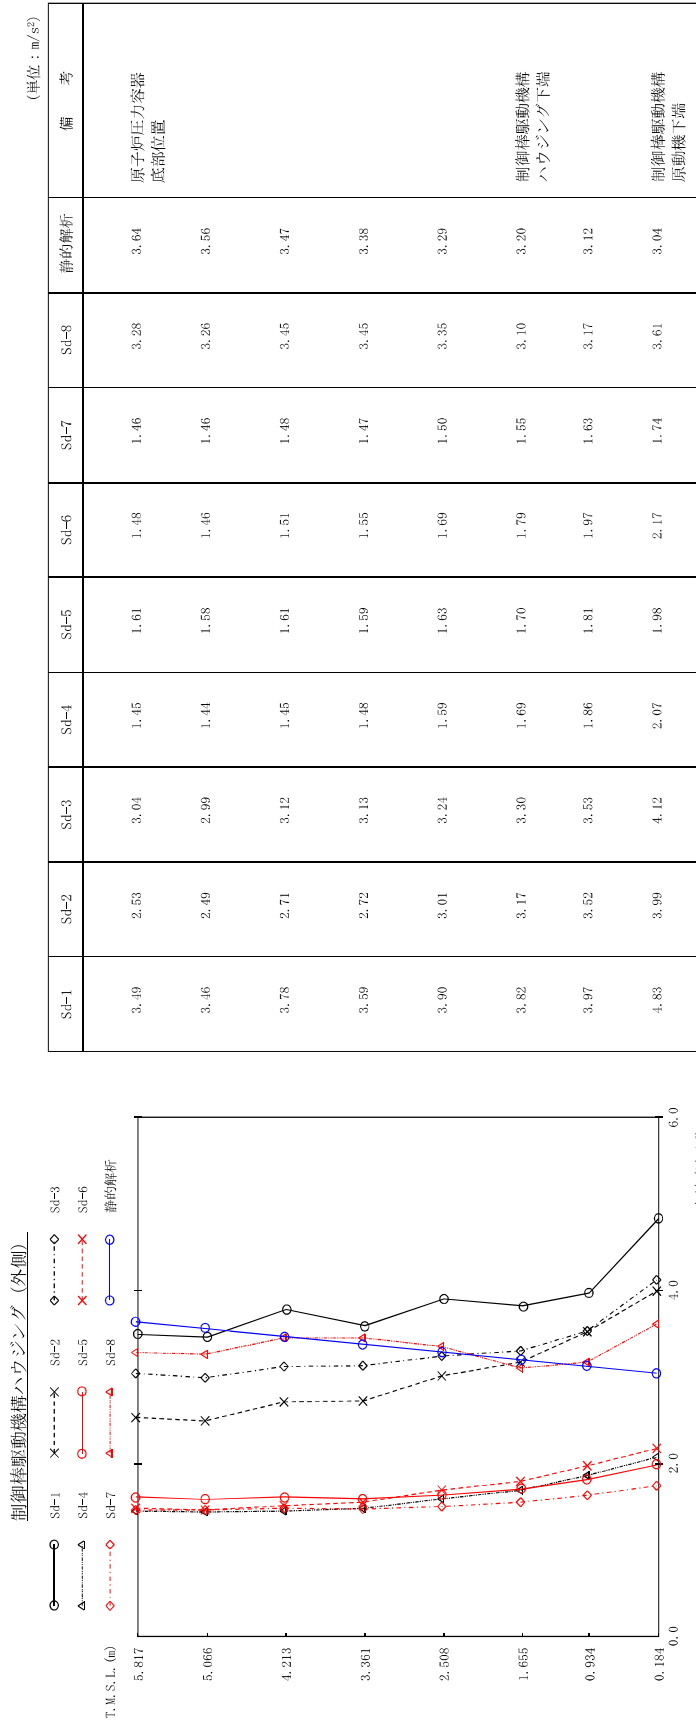 制御棒駆動機構ハウジング (外側)
Sd-1
Sd-2
Sd-3
Sd-4
Sd-5
Sd-6
Sd-7
Sd-8
静的解析
T.M.S.L.(m)
5.817
5.066
4.213
3.361
2.508
1.655
0.934
0.184
0.0
2.0
4.0
6.0
(単位：m/s²)
Sd-1 Sd-2 Sd-3 Sd-4 Sd-5 Sd-6 Sd-7 Sd-8 静的解析 備 考
3.49 2.53 3.04 1.45 1.61 1.48 1.46 3.28 3.64 原子炉圧力容器
底部位置
3.46 2.49 2.99 1.44 1.58 1.46 1.46 3.26 3.56
3.78 2.71 3.12 1.45 1.61 1.51 1.48 3.45 3.47
3.59 2.72 3.13 1.48 1.59 1.55 1.47 3.45 3.38
3.90 3.01 3.24 1.59 1.63 1.69 1.50 3.35 3.29
3.82 3.17 3.30 1.69 1.70 1.79 1.55 3.10 3.20 制御棒駆動機構
ハウジング下端
3.97 3.52 3.53 1.86 1.81 1.97 1.63 3.17 3.12
4.83 3.99 4.12 2.07 1.98 2.17 1.74 3.61 3.04 制御棒駆動機構
原動機下端